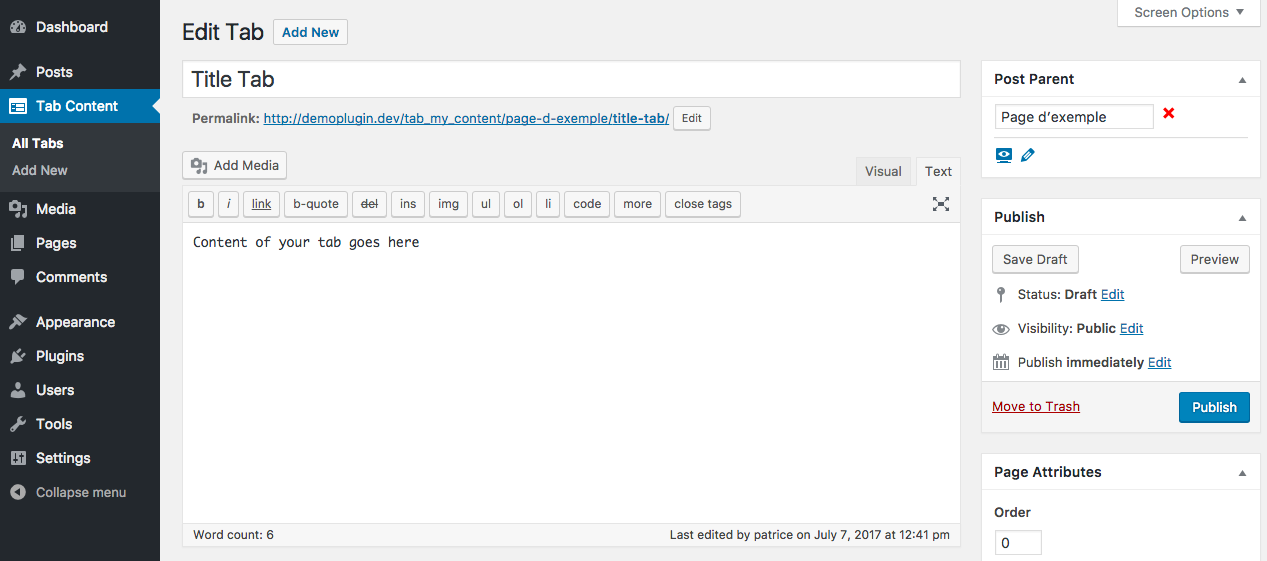 Dashboard
Posts
Tab Content
All Tabs
Add New
Media
Pages
Comments
Appearance
Plugins
Users
Tools
Settings
Collapse menu
Screen Options
Edit Tab Add New
Title Tab
Permalink: http://demoplugin.dev/tab_my_content/page-d-exemple/title-tab/ Edit
Add Media
Visual Text
b i link b-quote del ins img ul ol li code more close tags
Content of your tab goes here
Word count: 6 Last edited by patrice on July 7, 2017 at 12:41 pm
Post Parent
Page d’exemple
Publish
Save Draft Preview
Status: Draft Edit
Visibility: Public Edit
Publish immediately Edit
Move to Trash Publish
Page Attributes
Order
0